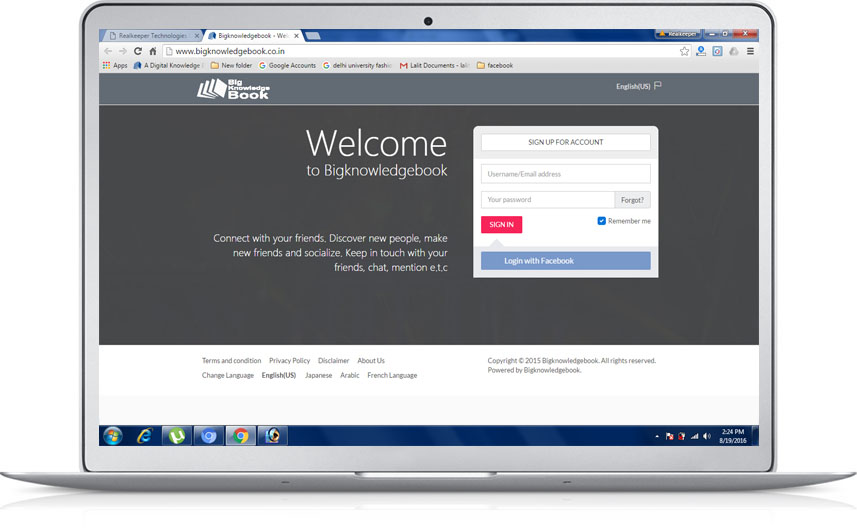 Realkeeper Technologies
Bigknowledgebook - Wel
Realkeeper
www.bigknowledgebook.co.in
Apps
A Digital Knowledge
New folder
Google Accounts
delhi university fashio
Lalit Documents - lalit
facebook
Big
Knowledge
Book
English(US)
Welcome
to Bigknowledgebook
Connect with your friends. Discover new people, make
new friends and socialize. Keep in touch with your
friends, chat, mention e.t.c
SIGN UP FOR ACCOUNT
Username/Email address
Your password
Forgot?
SIGN IN
Remember me
Login with Facebook
Terms and condition Privacy Policy Disclaimer About Us
Change Language English(US) Japanese Arabic French Language
Copyright © 2015 Bigknowledgebook. All rights reserved.
Powered by Bigknowledgebook.
2:24 PM
8/19/2016